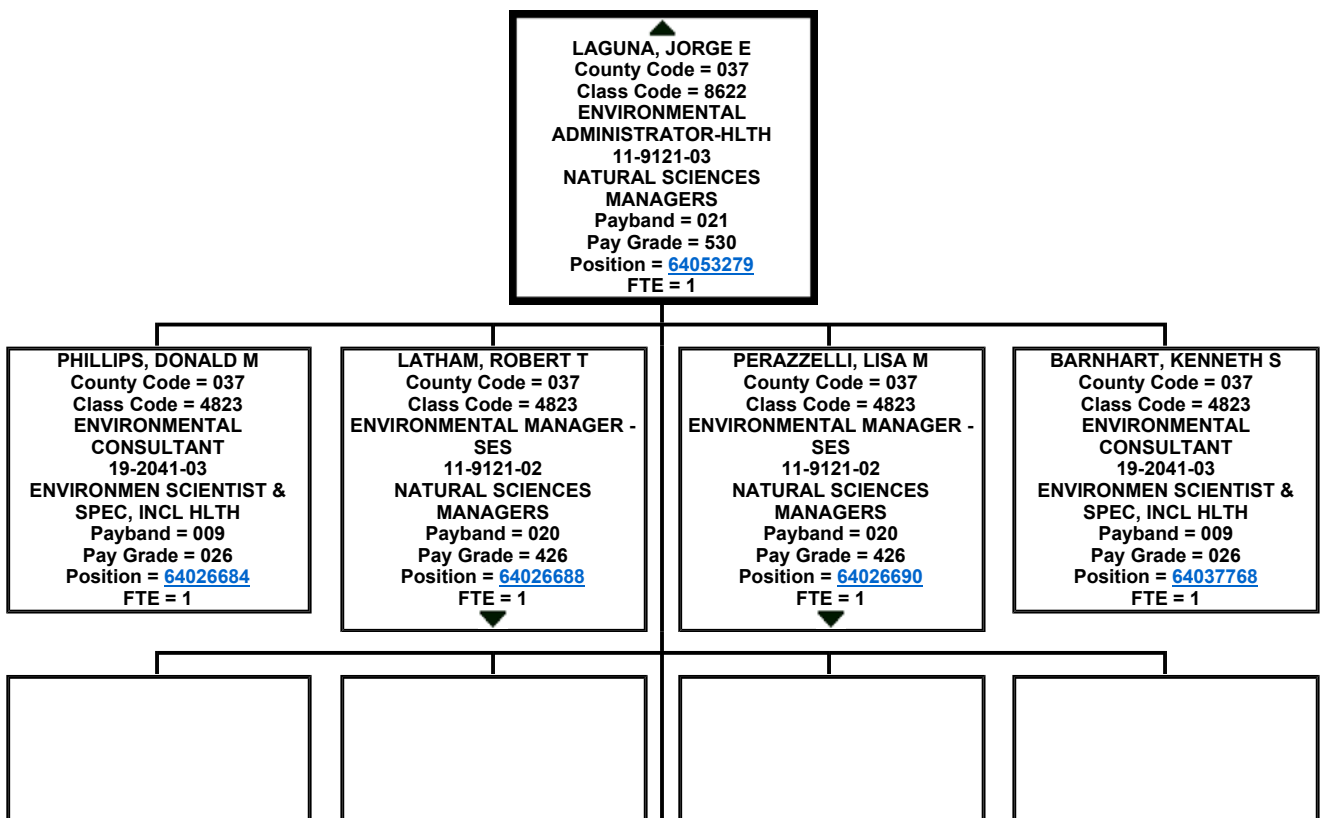 LAGUNA, JORGE E
County Code = 037
Class Code = 8622
ENVIRONMENTAL
ADMINISTRATOR-HLTH
11-9121-03
NATURAL SCIENCES
MANAGERS
Payband = 021
Pay Grade = 530
Position = 64053279
FTE = 1
PHILLIPS, DONALD M
County Code = 037
Class Code = 4823
ENVIRONMENTAL
CONSULTANT
19-2041-03
ENVIRONMEN SCIENTIST &
SPEC, INCL HLTH
Payband = 009
Pay Grade = 026
Position = 64026684
FTE = 1
LATHAM, ROBERT T
County Code = 037
Class Code = 4823
ENVIRONMENTAL MANAGER -
SES
11-9121-02
NATURAL SCIENCES
MANAGERS
Payband = 020
Pay Grade = 426
Position = 64026688
FTE = 1
PERAZZELLI, LISA M
County Code = 037
Class Code = 4823
ENVIRONMENTAL MANAGER -
SES
11-9121-02
NATURAL SCIENCES
MANAGERS
Payband = 020
Pay Grade = 426
Position = 64026690
FTE = 1
BARNHART, KENNETH S
County Code = 037
Class Code = 4823
ENVIRONMENTAL
CONSULTANT
19-2041-03
ENVIRONMEN SCIENTIST &
SPEC, INCL HLTH
Payband = 009
Pay Grade = 026
Position = 64037768
FTE = 1